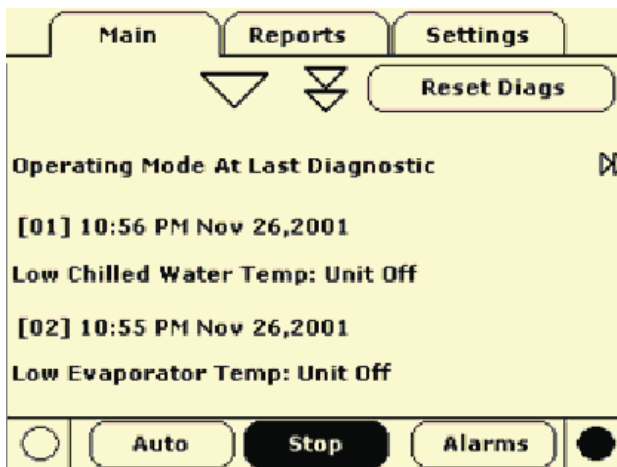 Main Reports Settings
Reset Diags
Operating Mode At Last Diagnostic
[01] 10:56 PM Nov 26,2001
Low Chilled Water Temp: Unit Off
[02] 10:55 PM Nov 26,2001
Low Evaporator Temp: Unit Off
Auto Stop Alarms